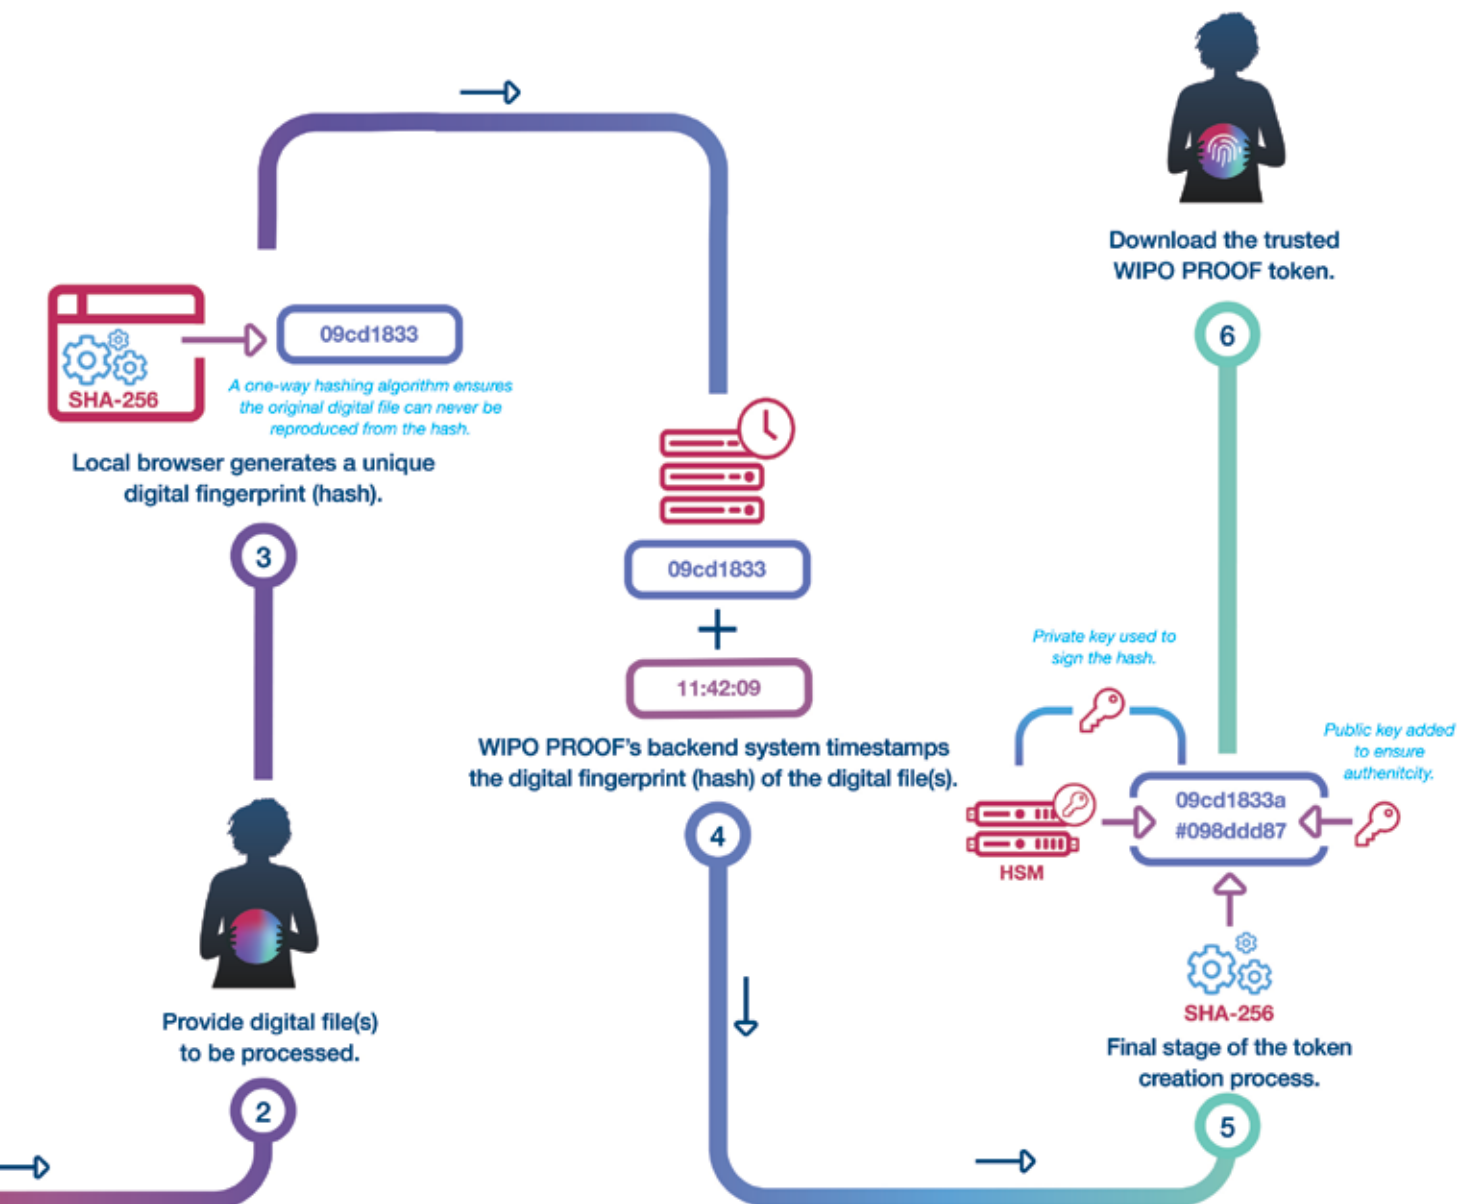 Provide digital file(s)
to be processed.
2
SHA-256
09cd1833
A one-way hashing algorithm ensures
the original digital file can never be
reproduced from the hash.
Local browser generates a unique
digital fingerprint (hash).
3
09cd1833
+
11:42:09
WIPO PROOF's backend system timestamps
the digital fingerprint (hash) of the digital file(s).
4
Private key used to
sign the hash.
Public key added
to ensure
authenitcity.
09cd1833a
#098ddd87
HSM
SHA-256
Final stage of the token
creation process.
5
Download the trusted
WIPO PROOF token.
6